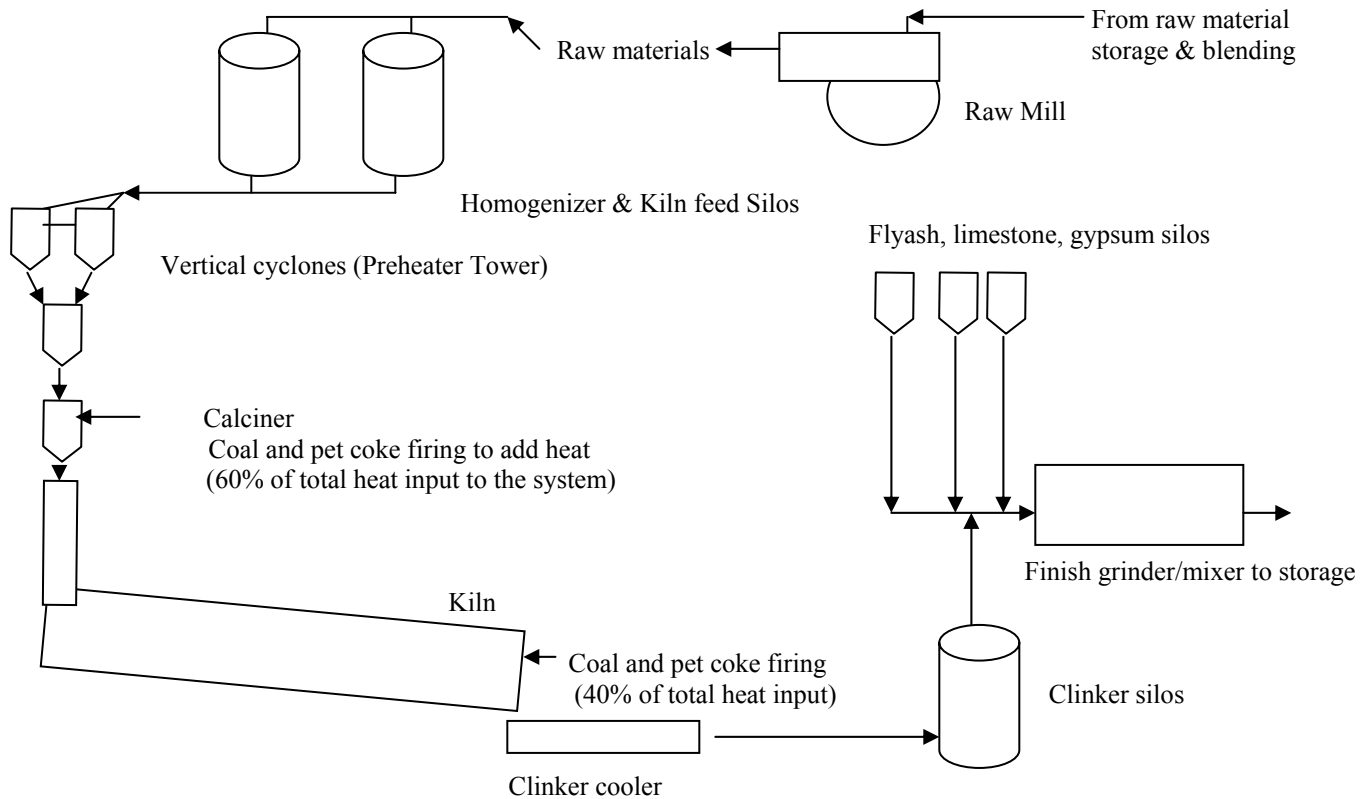 From raw material
storage & blending
Raw materials
Raw Mill
Homogenizer & Kiln feed Silos
Flyash, limestone, gypsum silos
Vertical cyclones (Preheater Tower)
Calciner
Coal and pet coke firing to add heat
(60% of total heat input to the system)
Finish grinder/mixer to storage
Kiln
Coal and pet coke firing
(40% of total heat input)
Clinker silos
Clinker cooler